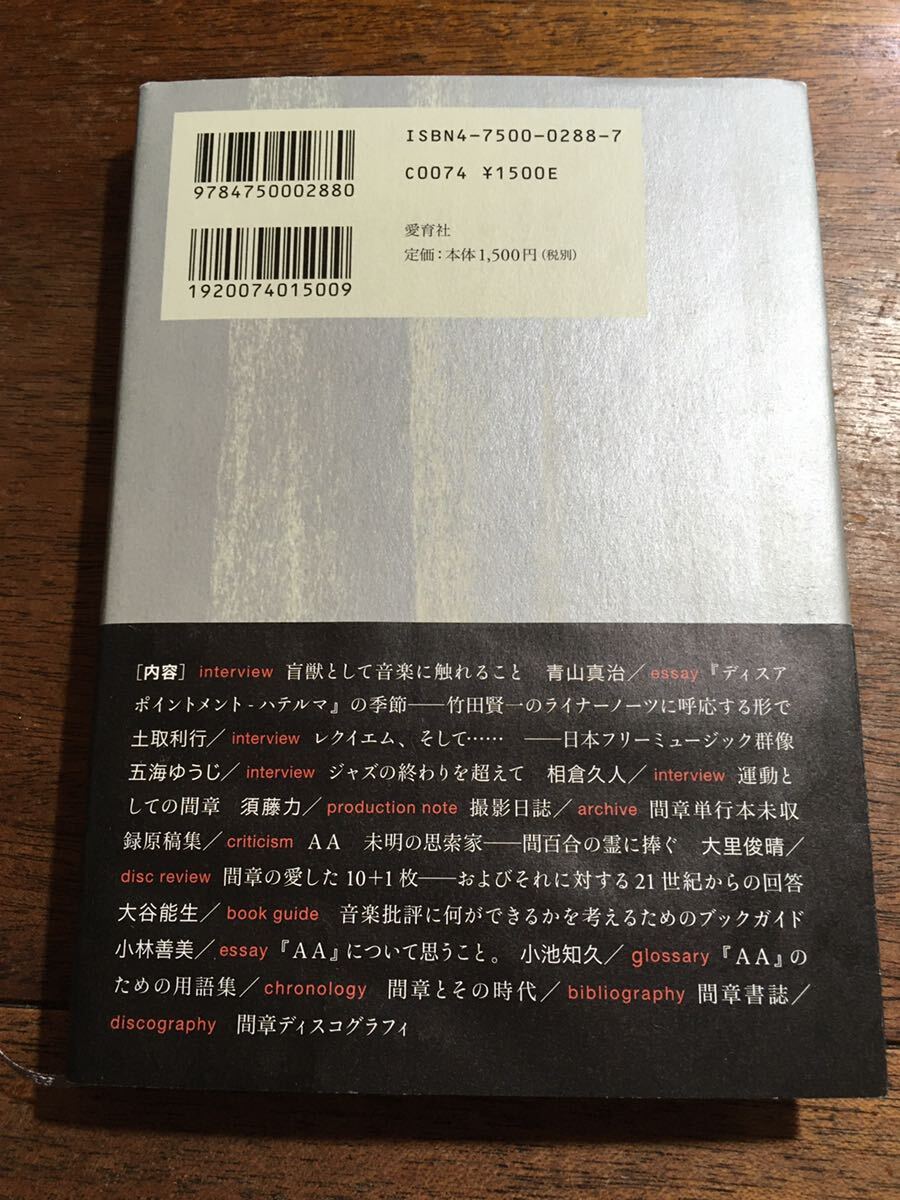 ISBN4-7500-0288-7
9784750002880
C0074 ¥1500E
愛育社
定価：本体1,500円（税別）
1920074015009
［内容］ interview 盲獣として音楽に触れること 青山真治／essay『ディスア
ポイントメント-ハテルマ』の季節──竹田賢一のライナーノーツに呼応する形で
土取利行／interview レクイエム、そして…… ──日本フリーミュージック群像
五海ゆうじ／interview ジャズの終わりを超えて 相倉久人／interview 運動と
しての間章 須藤力／production note 撮影日誌／archive 間章単行本未収
録原稿集／criticism AA 未明の思索家──間百合の霊に捧ぐ 大里俊晴／
disc review 間章の愛した10+1枚──およびそれに対する21世紀からの回答
大谷能生／book guide 音楽批評に何ができるかを考えるためのブックガイド
小林善美／essay『AA』について思うこと。 小池知久／glossary『AA』の
ための用語集／chronology 間章とその時代／bibliography 間章書誌／
discography 間章ディスコグラフィ